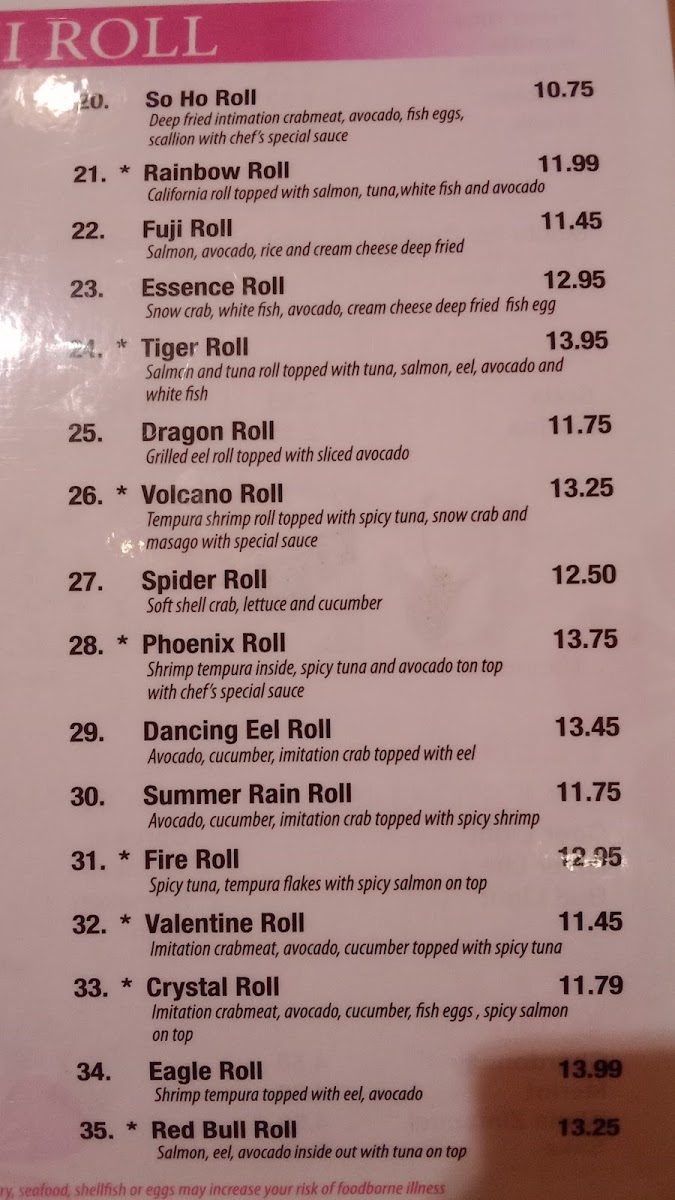 I ROLL
20. So Ho Roll 10.75
Deep fried intimation crabmeat, avocado, fish eggs,
scallion with chef's special sauce
21. * Rainbow Roll 11.99
California roll topped with salmon, tuna,white fish and avocado
22. Fuji Roll 11.45
Salmon, avocado, rice and cream cheese deep fried
23. Essence Roll 12.95
Snow crab, white fish, avocado, cream cheese deep fried fish egg
24. * Tiger Roll 13.95
Salmon and tuna roll topped with tuna, salmon, eel, avocado and
white fish
25. Dragon Roll 11.75
Grilled eel roll topped with sliced avocado
26. * Volcano Roll 13.25
Tempura shrimp roll topped with spicy tuna, snow crab and
masago with special sauce
27. Spider Roll 12.50
Soft shell crab, lettuce and cucumber
28. * Phoenix Roll 13.75
Shrimp tempura inside, spicy tuna and avocado ton top
with chef's special sauce
29. Dancing Eel Roll 13.45
Avocado, cucumber, imitation crab topped with eel
30. Summer Rain Roll 11.75
Avocado, cucumber, imitation crab topped with spicy shrimp
31. * Fire Roll 12.95
Spicy tuna, tempura flakes with spicy salmon on top
32. * Valentine Roll 11.45
Imitation crabmeat, avocado, cucumber topped with spicy tuna
33. * Crystal Roll 11.79
Imitation crabmeat, avocado, cucumber, fish eggs , spicy salmon
on top
34. Eagle Roll 13.99
Shrimp tempura topped with eel, avocado
35. * Red Bull Roll 13.25
Salmon, eel, avocado inside out with tuna on top
ry, seafood, shellfish or eggs may increase your risk of foodborne illness